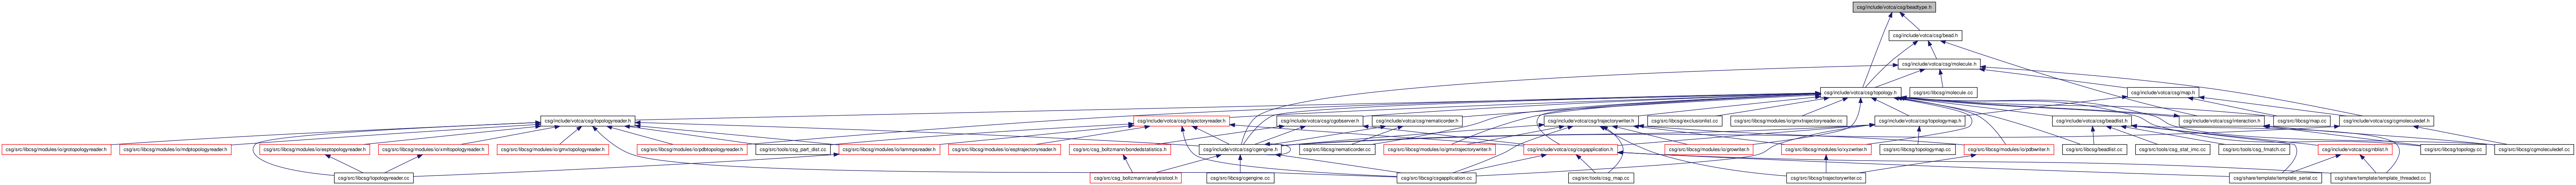 csg/include/votca/csg/beadtype.h
csg/include/votca/csg/bead.h
csg/include/votca/csg/molecule.h
csg/include/votca/csg/topology.h
csg/src/libcsg/molecule.cc
csg/include/votca/csg/map.h
csg/include/votca/csg/topologyreader.h
csg/include/votca/csg/trajectoryreader.h
csg/include/votca/csg/cgobserver.h
csg/include/votca/csg/nematicorder.h
csg/include/votca/csg/trajectorywriter.h
csg/src/libcsg/exclusionlist.cc
csg/src/libcsg/modules/io/gmxtrajectoryreader.cc
csg/include/votca/csg/topologymap.h
csg/include/votca/csg/beadlist.h
csg/include/votca/csg/interaction.h
csg/src/libcsg/map.cc
csg/include/votca/csg/cgmoleculedef.h
csg/src/libcsg/modules/io/grotopologyreader.h
csg/src/libcsg/modules/mdptopologyreader.h
csg/src/libcsg/modules/io/esptopologyreader.h
csg/src/libcsg/modules/io/xmltopologyreader.h
csg/src/libcsg/modules/io/gmxtopologyreader.h
csg/src/libcsg/modules/io/pdbtopologyreader.h
csg/src/tools/csg_part_dist.cc
csg/src/libcsg/modules/io/lammpsreader.h
csg/src/libcsg/modules/io/esptrajectoryreader.h
csg/src/csg_boltzmann/bondedstatistics.h
csg/include/votca/csg/cgengine.h
csg/src/libcsg/nematicorder.cc
csg/src/libcsg/modules/io/gmxtrajectorywriter.h
csg/include/votca/csg/csgapplication.h
csg/src/libcsg/modules/io/growriter.h
csg/src/libcsg/modules/io/xyzwriter.h
csg/src/libcsg/topologymap.cc
csg/src/libcsg/modules/io/pdbwriter.h
csg/src/libcsg/beadlist.cc
csg/src/tools/csg_stat_imc.cc
csg/src/tools/csg_fmatch.cc
csg/include/votca/csg/nblist.h
csg/src/libcsg/topology.cc
csg/src/libcsg/cgmoleculedef.cc
csg/src/libcsg/topologyreader.cc
csg/src/csg_boltzmann/analysistool.h
csg/src/libcsg/cgengine.cc
csg/src/libcsg/csgapplication.cc
csg/src/tools/csg_map.cc
csg/src/libcsg/trajectorywriter.cc
csg/share/template/template_serial.cc
csg/share/template/template_threaded.cc